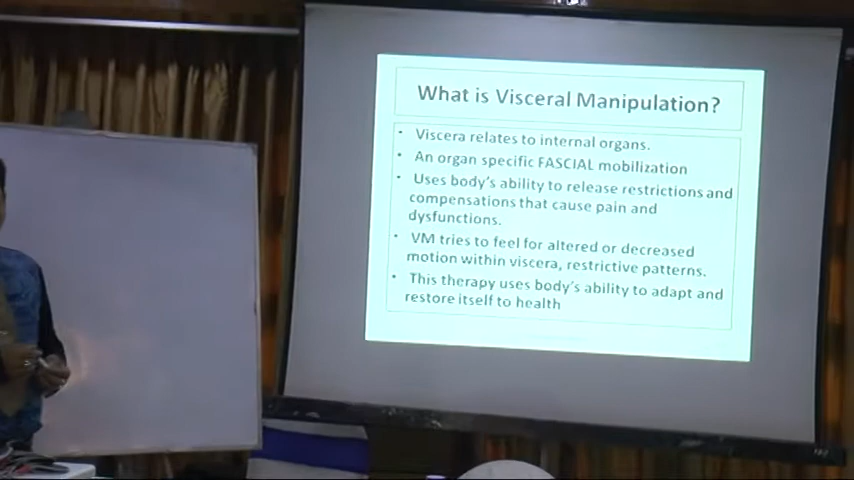 What is Visceral Manipulation?
• Viscera relates to internal organs.
• An organ specific FASCIAL mobilization
• Uses body's ability to release restrictions and
compensations that cause pain and
dysfunctions.
• VM tries to feel for altered or decreased
motion within viscera, restrictive patterns.
• This therapy uses body's ability to adapt and
restore itself to health